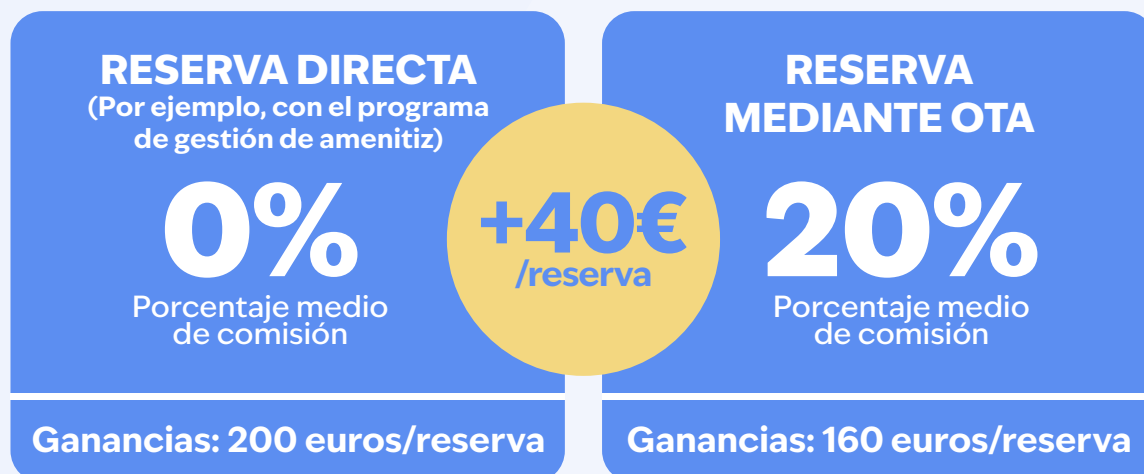 RESERVA DIRECTA
(Por ejemplo, con el programa
de gestión de amenitiz)
0%
Porcentaje medio
de comisión
Ganancias: 200 euros/reserva
+40€
/reserva
RESERVA
MEDIANTE OTA
20%
Porcentaje medio
de comisión
Ganancias: 160 euros/reserva